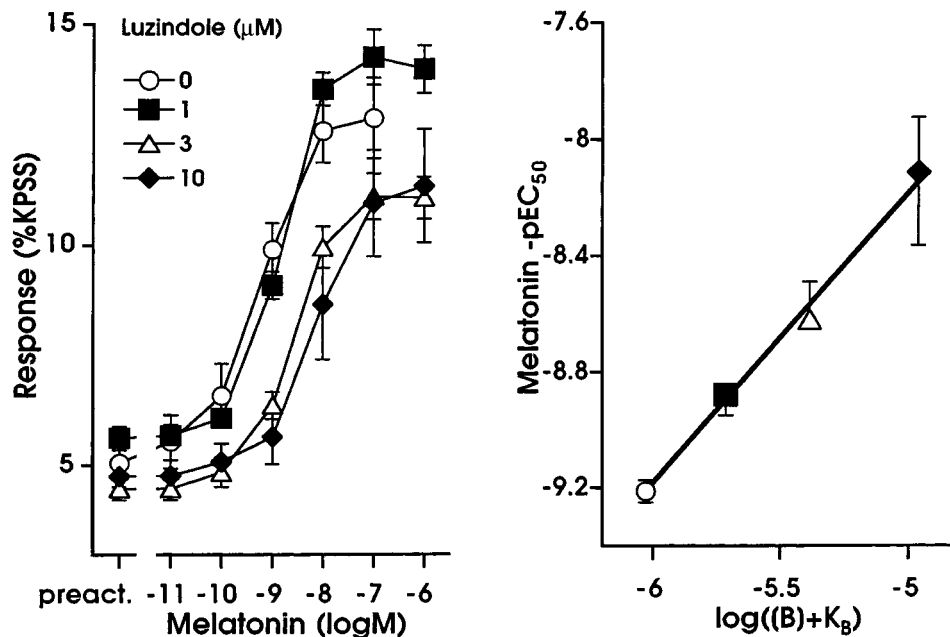 Luzindole (μM)
0
1
3
10
15
10
5
Response (%KPSS)
preact. -11 -10 -9 -8 -7 -6
Melatonin (logM)
-7.6
-8
-8.4
-8.8
-9.2
Melatonin -pEC50
-6 -5.5 -5
log((B)+KB)